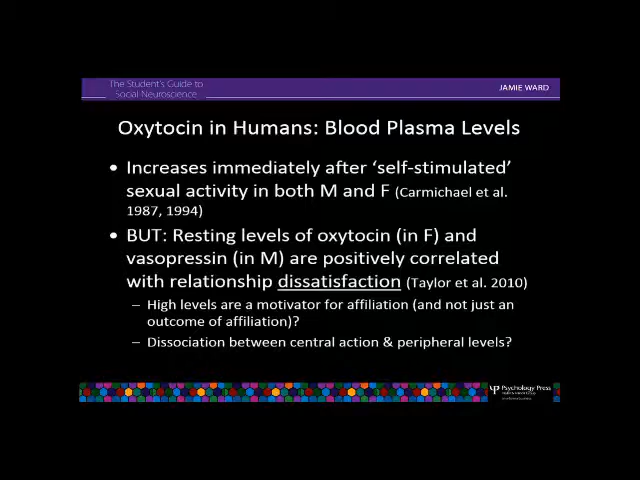 The Student's Guide to
Social Neuroscience
JAMIE WARD
Oxytocin in Humans: Blood Plasma Levels
• Increases immediately after ‘self-stimulated’
sexual activity in both M and F (Carmichael et al.
1987, 1994)
• BUT: Resting levels of oxytocin (in F) and
vasopressin (in M) are positively correlated
with relationship dissatisfaction (Taylor et al. 2010)
– High levels are a motivator for affiliation (and not just an
outcome of affiliation)?
– Dissociation between central action & peripheral levels?
Psychology Press